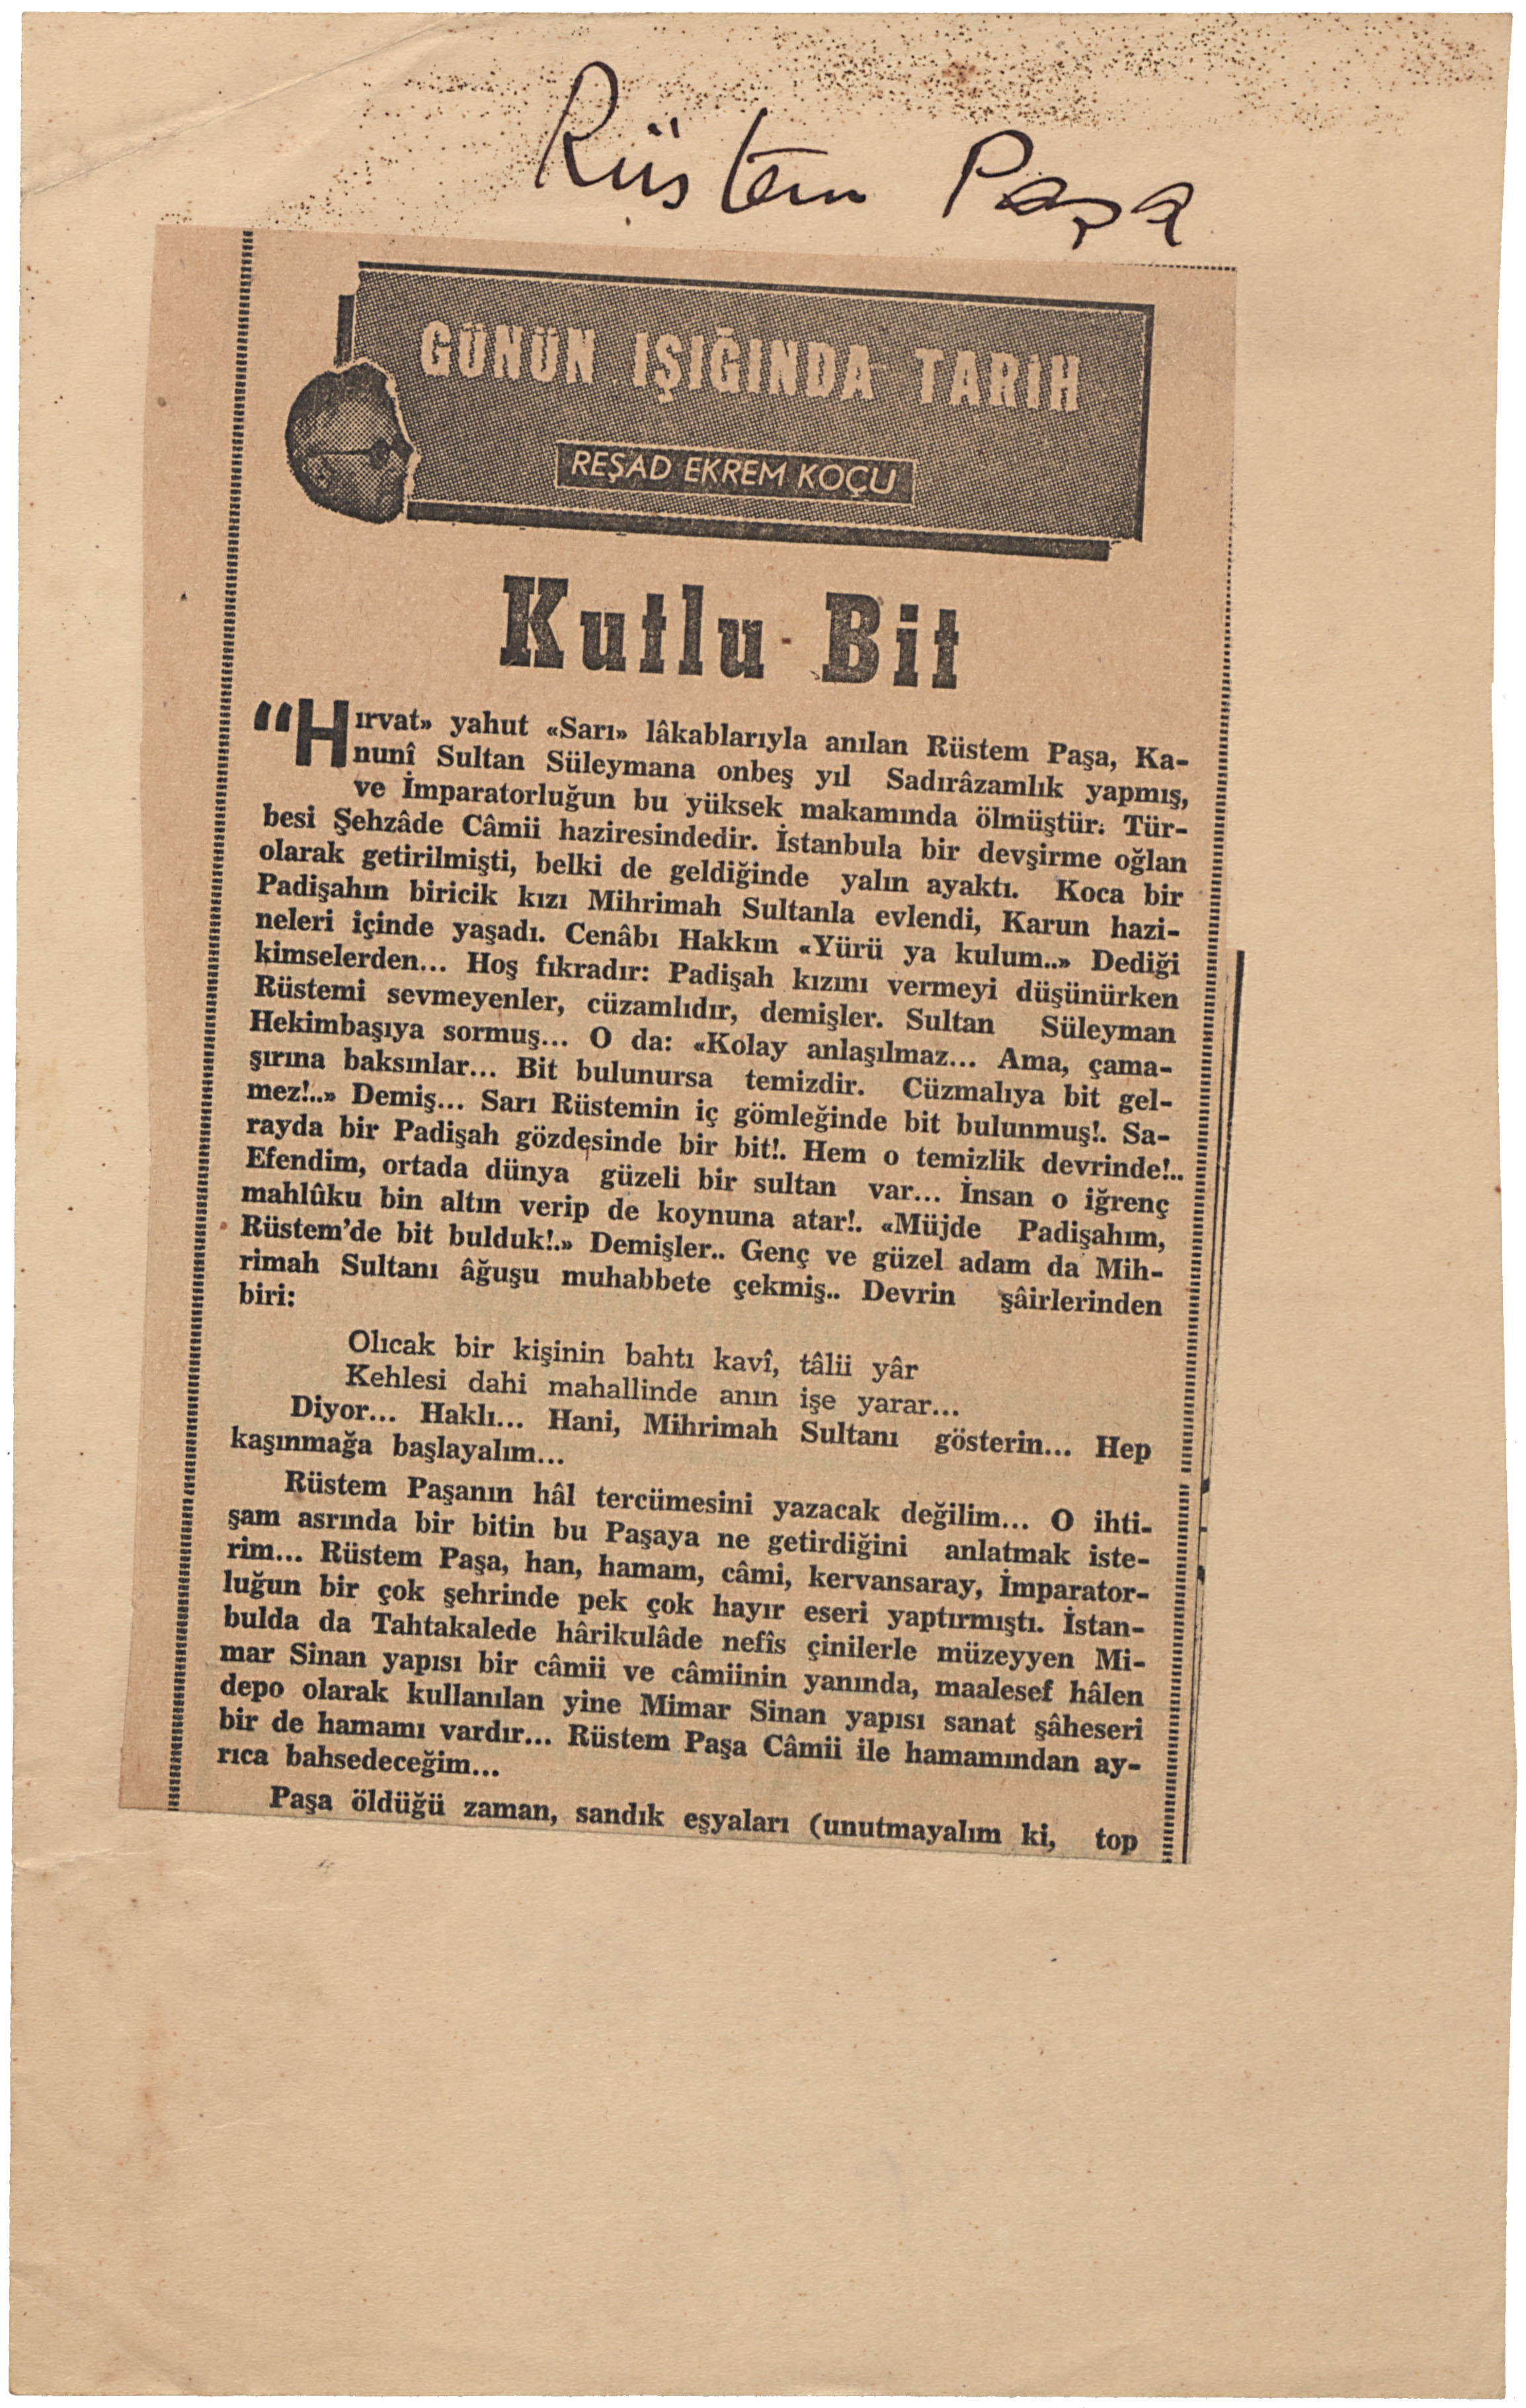 Rüstem Paşa
GÜNÜN IŞIĞINDA TARİH
REŞAD EKREM KOÇU
Kutlu Bit
"Hırvat» yahut «Sarı» lâkablarıyla anılan Rüstem Paşa, Ka-
nunî Sultan Süleymana onbeş yıl Sadırâzamlık yapmış,
ve İmparatorluğun bu yüksek makamında ölmüştür. Tür-
besi Şehzâde Câmii haziresindedir. İstanbula bir devşirme oğlan
olarak getirilmişti, belki de geldiğinde yalın ayaktı. Koca bir
Padişahın biricik kızı Mihrimah Sultanla evlendi, Karun hazi-
neleri içinde yaşadı. Cenâbı Hakkın «Yürü ya kulum..» Dediği
kimselerden... Hoş fıkradır: Padişah kızını vermeyi düşünürken
Rüstemi sevmeyenler, cüzamlıdır, demişler. Sultan Süleyman
Hekimbaşıya sormuş... O da: «Kolay anlaşılmaz... Ama, çama-
şırına baksınlar... Bit bulunursa temizdir. Cüzmalıya bit gel-
mez!..» Demiş... Sarı Rüstemin iç gömleğinde bit bulunmuş!. Sa-
rayda bir Padişah gözdesinde bir bit!. Hem o temizlik devrinde!..
Efendim, ortada dünya güzeli bir sultan var... İnsan o iğrenç
mahlûku bin altın verip de koynuna atar!. «Müjde Padişahım,
Rüstem'de bit bulduk!.» Demişler.. Genç ve güzel adam da Mih-
rimah Sultanı âğuşu muhabbete çekmiş.. Devrin şâirlerinden
biri:
Olıcak bir kişinin bahtı kavî, tâlii yâr
Kehlesi dahi mahallinde anın işe yarar...
Diyor... Haklı... Hani, Mihrimah Sultanı gösterin... Hep
kaşınmağa başlayalım...
Rüstem Paşanın hâl tercümesini yazacak değilim... O ihti-
şam asrında bir bitin bu Paşaya ne getirdiğini anlatmak iste-
rim... Rüstem Paşa, han, hamam, câmi, kervansaray, İmparator-
luğun bir çok şehrinde pek çok hayır eseri yaptırmıştı. İstan-
bulda da Tahtakalede hârikulâde nefîs çinilerle müzeyyen Mi-
mar Sinan yapısı bir câmii ve câmiinin yanında, maalesef hâlen
depo olarak kullanılan yine Mimar Sinan yapısı sanat şâheseri
bir de hamamı vardır... Rüstem Paşa Câmii ile hamamından ay-
rıca bahsedeceğim...
Paşa öldüğü zaman, sandık eşyaları (unutmayalım ki, top